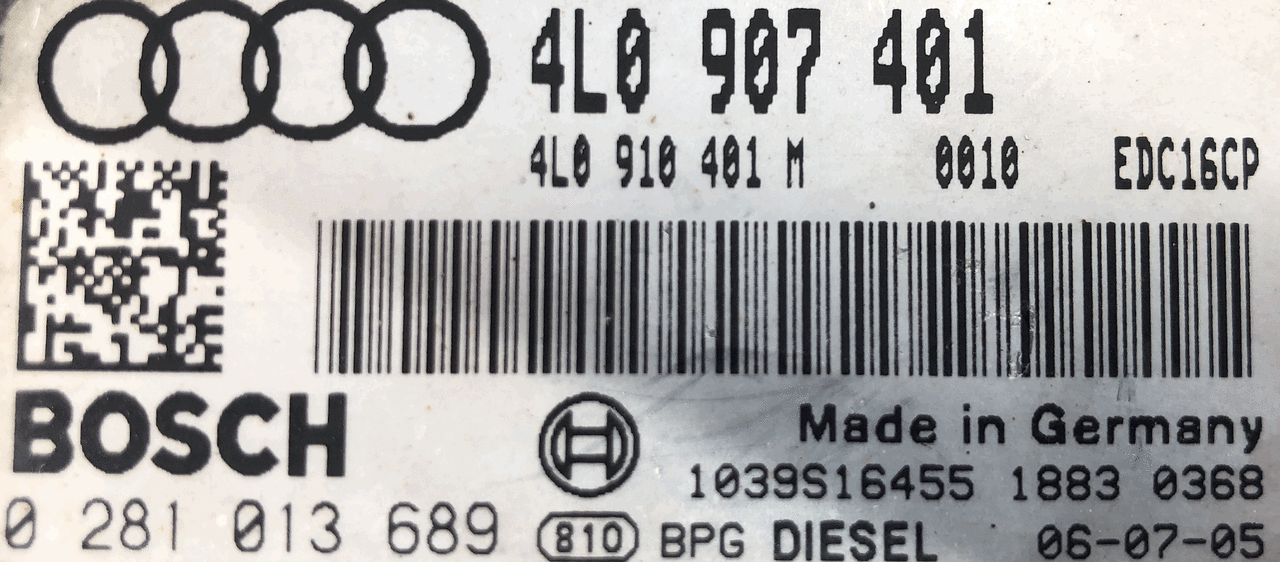 4L0 907 401
4L0 910 401 M 0010 EDC16CP
BOSCH
Made in Germany
1039S16455 1883 0368
0 281 013 689
810 BPG DIESEL 06-07-05